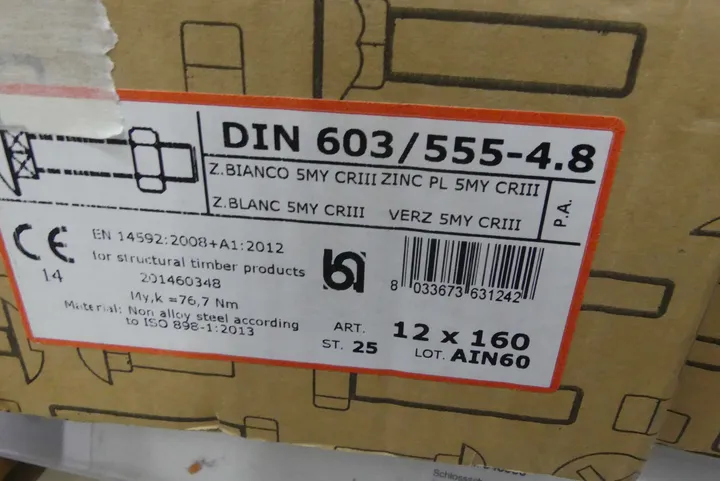 DIN 603/555-4.8
Z.BIANCO 5MY CRIII ZINC PL 5MY CRIII
Z.BLANC 5MY CRIII VERZ 5MY CRIII
P.A.
CE
14
EN 14592:2008+A1:2012
for structural timber products
201460348
My,k =76,7 Nm
Material: Non alloy steel according
to ISO 898-1:2013
8 033673 631242
ART. 12 x 160
ST. 25 LOT. AIN60